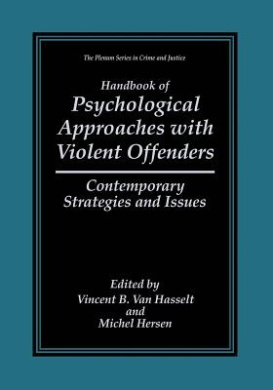 The Plenum Series in Crime and Justice
Handbook of
Psychological
Approaches with
Violent Offenders
Contemporary
Strategies and Issues
Edited by
Vincent B. Van Hasselt
and
Michel Hersen